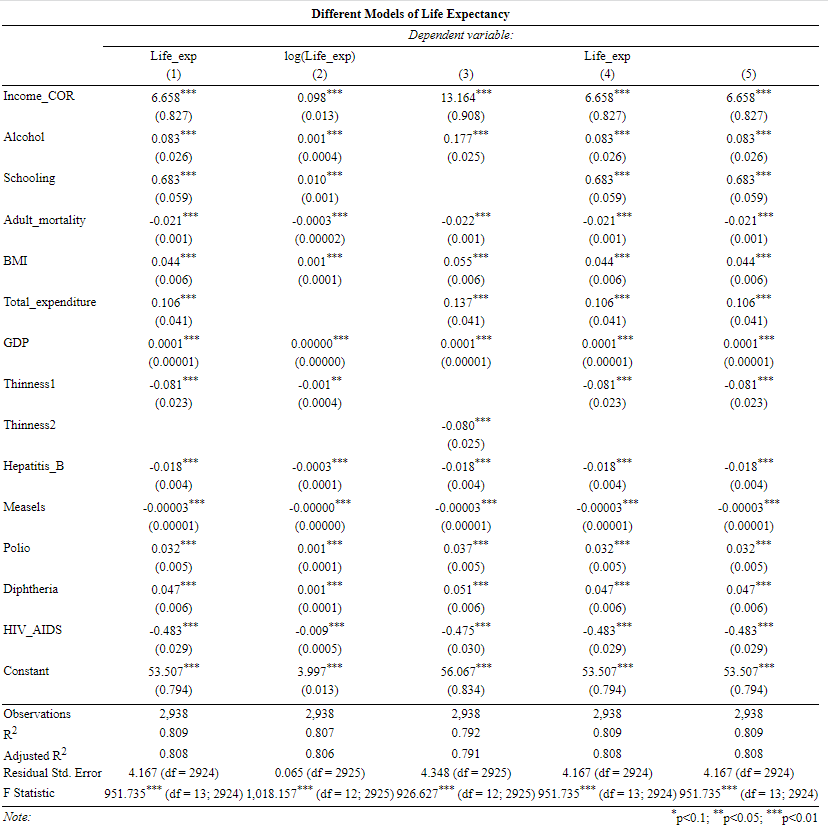 Different Models of Life Expectancy
Dependent variable:
Life_exp log(Life_exp) Life_exp
(1) (2) (3) (4) (5)
Income_COR 6.658*** 0.098*** 13.164*** 6.658*** 6.658***
(0.827) (0.013) (0.908) (0.827) (0.827)
Alcohol 0.083*** 0.001*** 0.177*** 0.083*** 0.083***
(0.026) (0.0004) (0.025) (0.026) (0.026)
Schooling 0.683*** 0.010*** 0.683*** 0.683***
(0.059) (0.001) (0.059) (0.059)
Adult_mortality -0.021*** -0.0003*** -0.022*** -0.021*** -0.021***
(0.001) (0.00002) (0.001) (0.001) (0.001)
BMI 0.044*** 0.001*** 0.055*** 0.044*** 0.044***
(0.006) (0.0001) (0.006) (0.006) (0.006)
Total_expenditure 0.106*** 0.137*** 0.106*** 0.106***
(0.041) (0.041) (0.041) (0.041)
GDP 0.0001*** 0.00000*** 0.0001*** 0.0001*** 0.0001***
(0.00001) (0.00000) (0.00001) (0.00001) (0.00001)
Thinness1 -0.081*** -0.001** -0.081*** -0.081***
(0.023) (0.0004) (0.023) (0.023)
Thinness2 -0.080***
(0.025)
Hepatitis_B -0.018*** -0.0003*** -0.018*** -0.018*** -0.018***
(0.004) (0.0001) (0.004) (0.004) (0.004)
Measels -0.00003*** -0.00000*** -0.00003*** -0.00003*** -0.00003***
(0.00001) (0.00000) (0.00001) (0.00001) (0.00001)
Polio 0.032*** 0.001*** 0.037*** 0.032*** 0.032***
(0.005) (0.0001) (0.005) (0.005) (0.005)
Diphtheria 0.047*** 0.001*** 0.051*** 0.047*** 0.047***
(0.006) (0.0001) (0.006) (0.006) (0.006)
HIV_AIDS -0.483*** -0.009*** -0.475*** -0.483*** -0.483***
(0.029) (0.0005) (0.030) (0.029) (0.029)
Constant 53.507*** 3.997*** 56.067*** 53.507*** 53.507***
(0.794) (0.013) (0.834) (0.794) (0.794)
Observations 2,938 2,938 2,938 2,938 2,938
R2 0.809 0.807 0.792 0.809 0.809
Adjusted R2 0.808 0.806 0.791 0.808 0.808
Residual Std. Error 4.167 (df = 2924) 0.065 (df = 2925) 4.348 (df = 2925) 4.167 (df = 2924) 4.167 (df = 2924)
F Statistic 951.735*** (df = 13; 2924) 1,018.157*** (df = 12; 2925) 926.627*** (df = 12; 2925) 951.735*** (df = 13; 2924) 951.735*** (df = 13; 2924)
Note: *p<0.1; **p<0.05; ***p<0.01